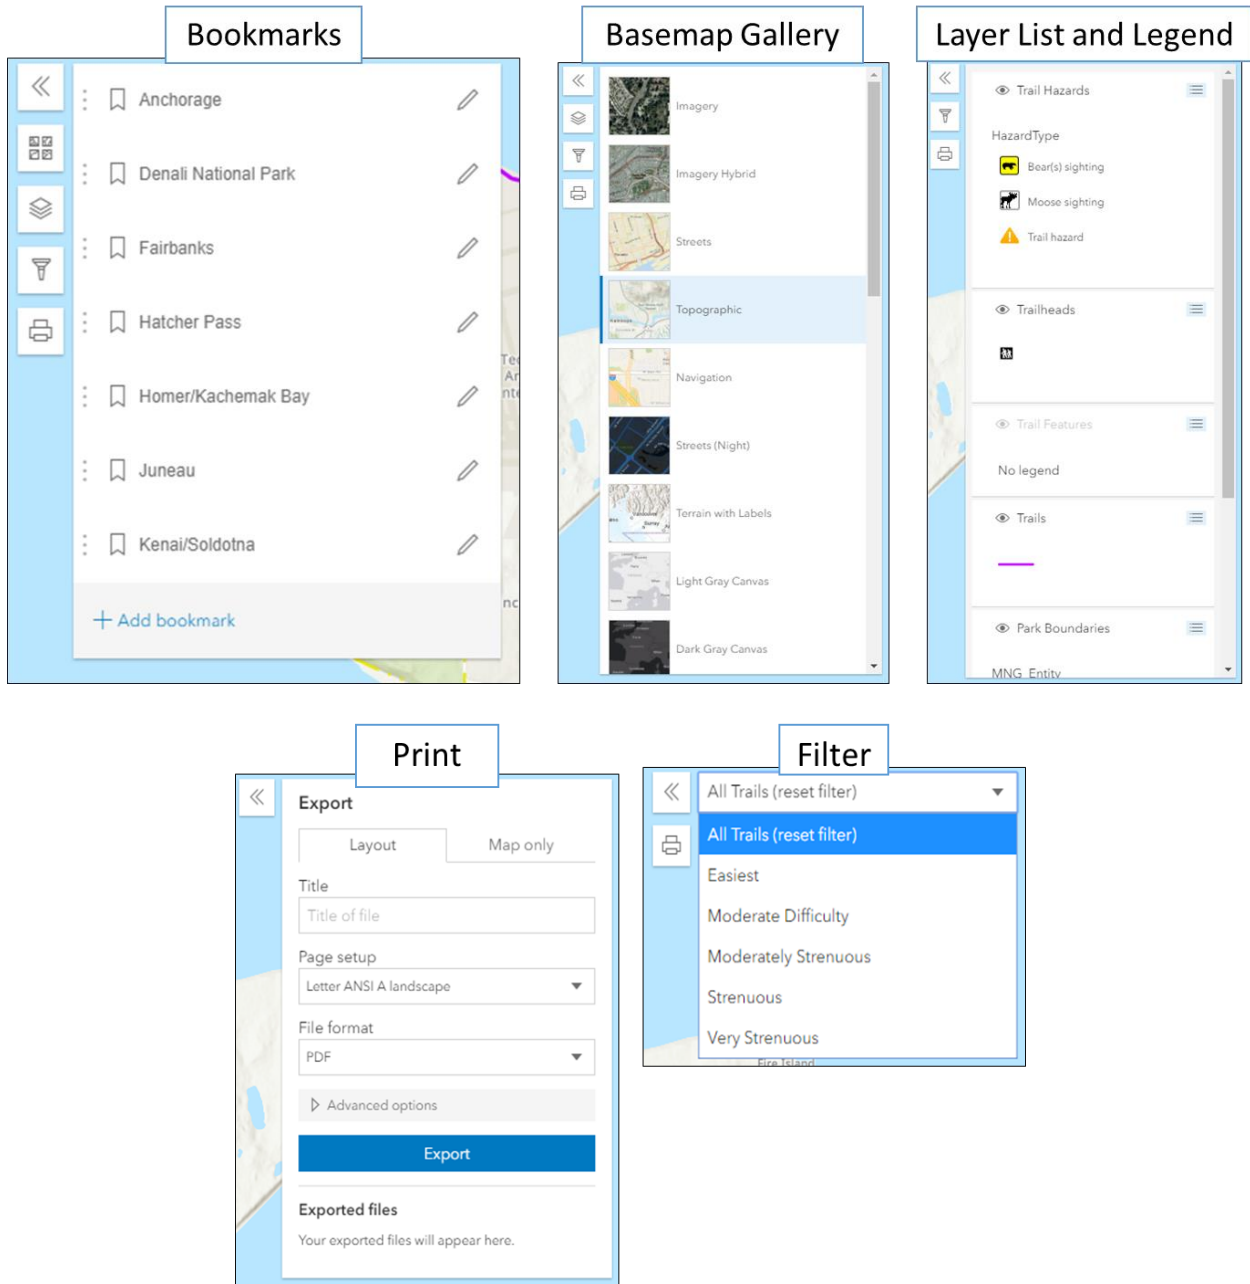 Bookmarks
Anchorage
Denali National Park
Fairbanks
Hatcher Pass
Homer/Kachemak Bay
Juneau
Kenai/Soldotna
+ Add bookmark
Basemap Gallery
Imagery
Imagery Hybrid
Streets
Topographic
Navigation
Streets (Night)
Terrain with Labels
Light Gray Canvas
Dark Gray Canvas
Layer List and Legend
Trail Hazards
HazardType
Bear(s) sighting
Moose sighting
Trail hazard
Trailheads
Trail Features
No legend
Trails
Park Boundaries
MNG_Entity
Print
Export
Layout
Map only
Title
Title of file
Page setup
Letter ANSI A landscape
File format
PDF
Advanced options
Export
Exported files
Your exported files will appear here.
Filter
All Trails (reset filter)
All Trails (reset filter)
Easiest
Moderate Difficulty
Moderately Strenuous
Strenuous
Very Strenuous
Fire Island